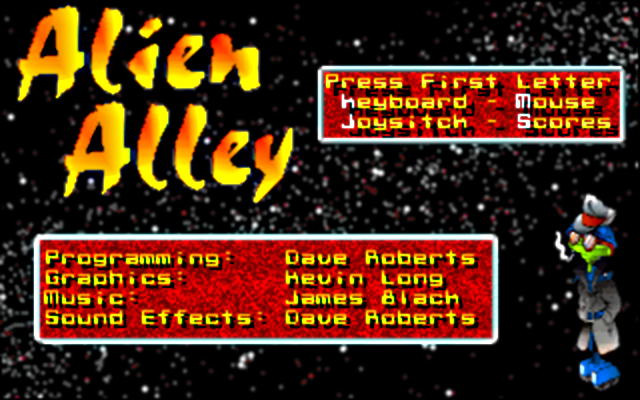 Alien
Alley
Press First Letter
Keyboard - Mouse
Joysitch - Scores
Programming: Dave Roberts
Graphics: Kevin Long
Music: James Black
Sound Effects: Dave Roberts